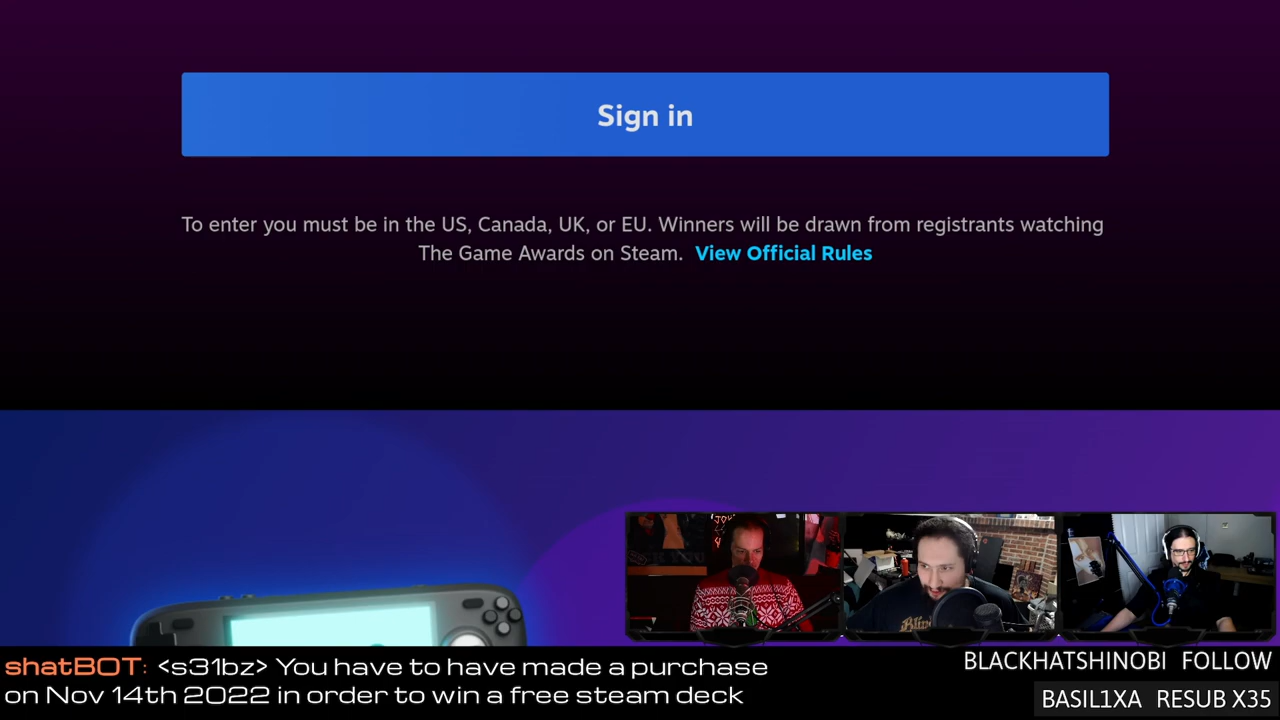 Sign in
To enter you must be in the US, Canada, UK, or EU. Winners will be drawn from registrants watching
The Game Awards on Steam. View Official Rules
shatBOT: <s31bz> You have to have made a purchase
on Nov 14th 2022 in order to win a free steam deck
BLACKHATSHINOBI FOLLOW
BASIL1XA RESUB X35